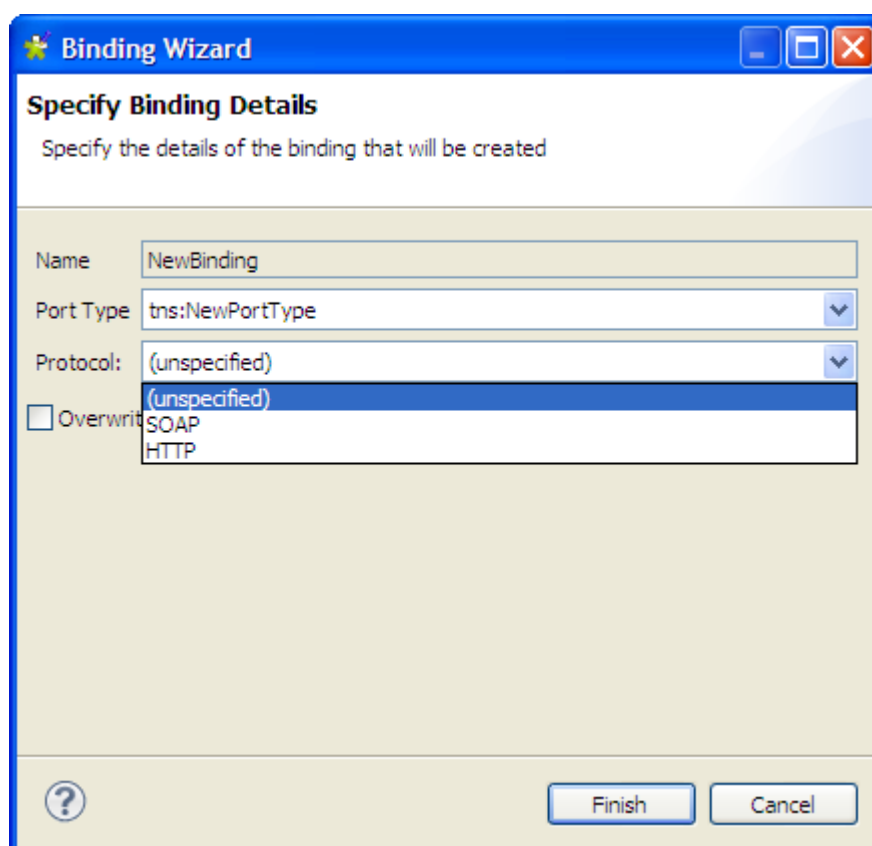 Binding Wizard
Specify Binding Details
Specify the details of the binding that will be created
Name NewBinding
Port Type tns:NewPortType
Protocol: (unspecified)
(unspecified)
Overwrit SOAP
HTTP
? Finish Cancel